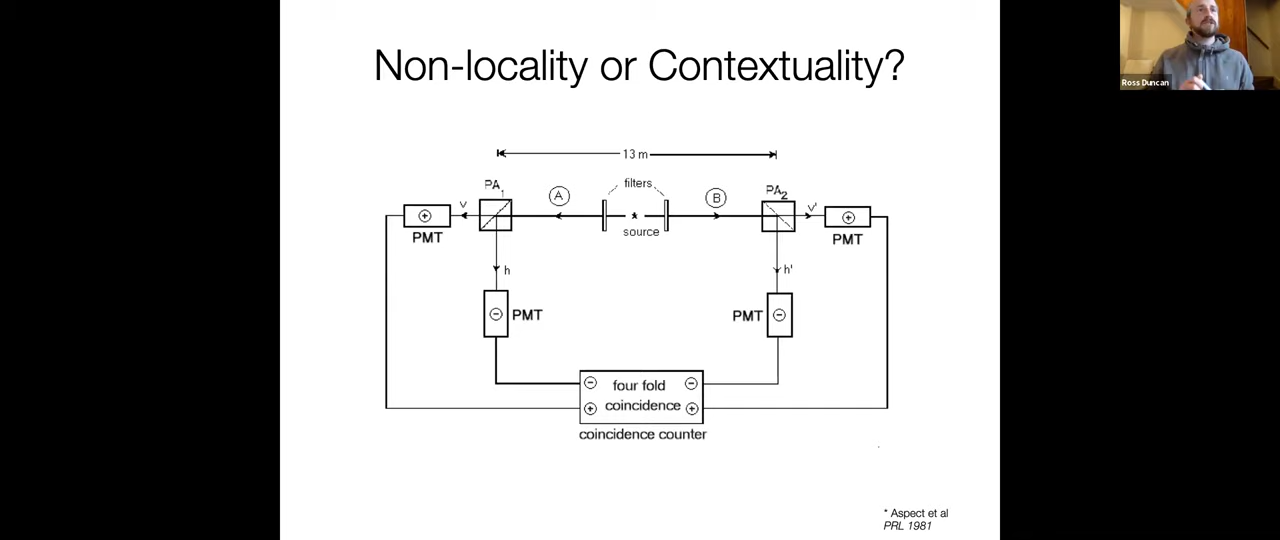 Non-locality or Contextuality?
Ross Duncan
13 m
PA1
filters
PA2
A
B
v
v'
source
+
+
PMT
PMT
h
h'
−
PMT
PMT
−
− four fold −
+ coincidence +
coincidence counter
* Aspect et al
PRL 1981